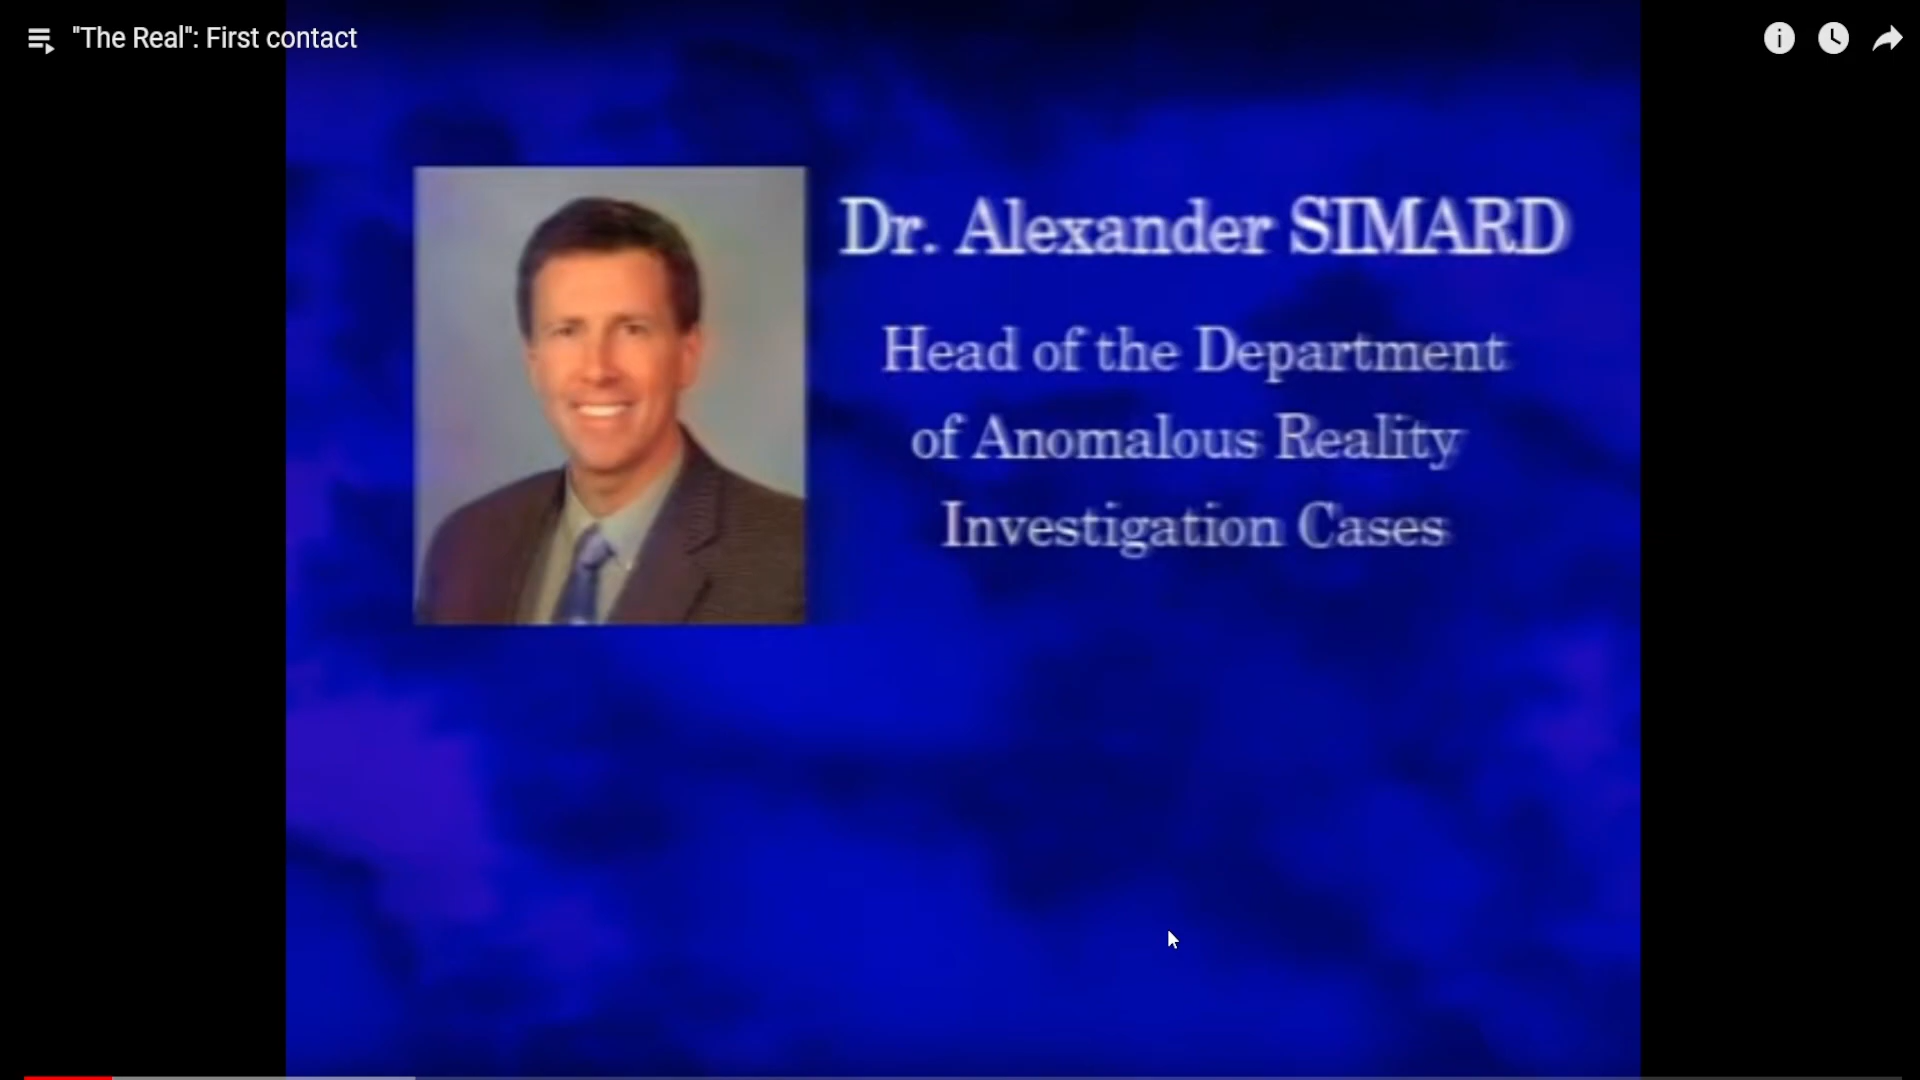 "The Real": First contact
Dr. Alexander SIMARD
Head of the Department
of Anomalous Reality
Investigation Cases